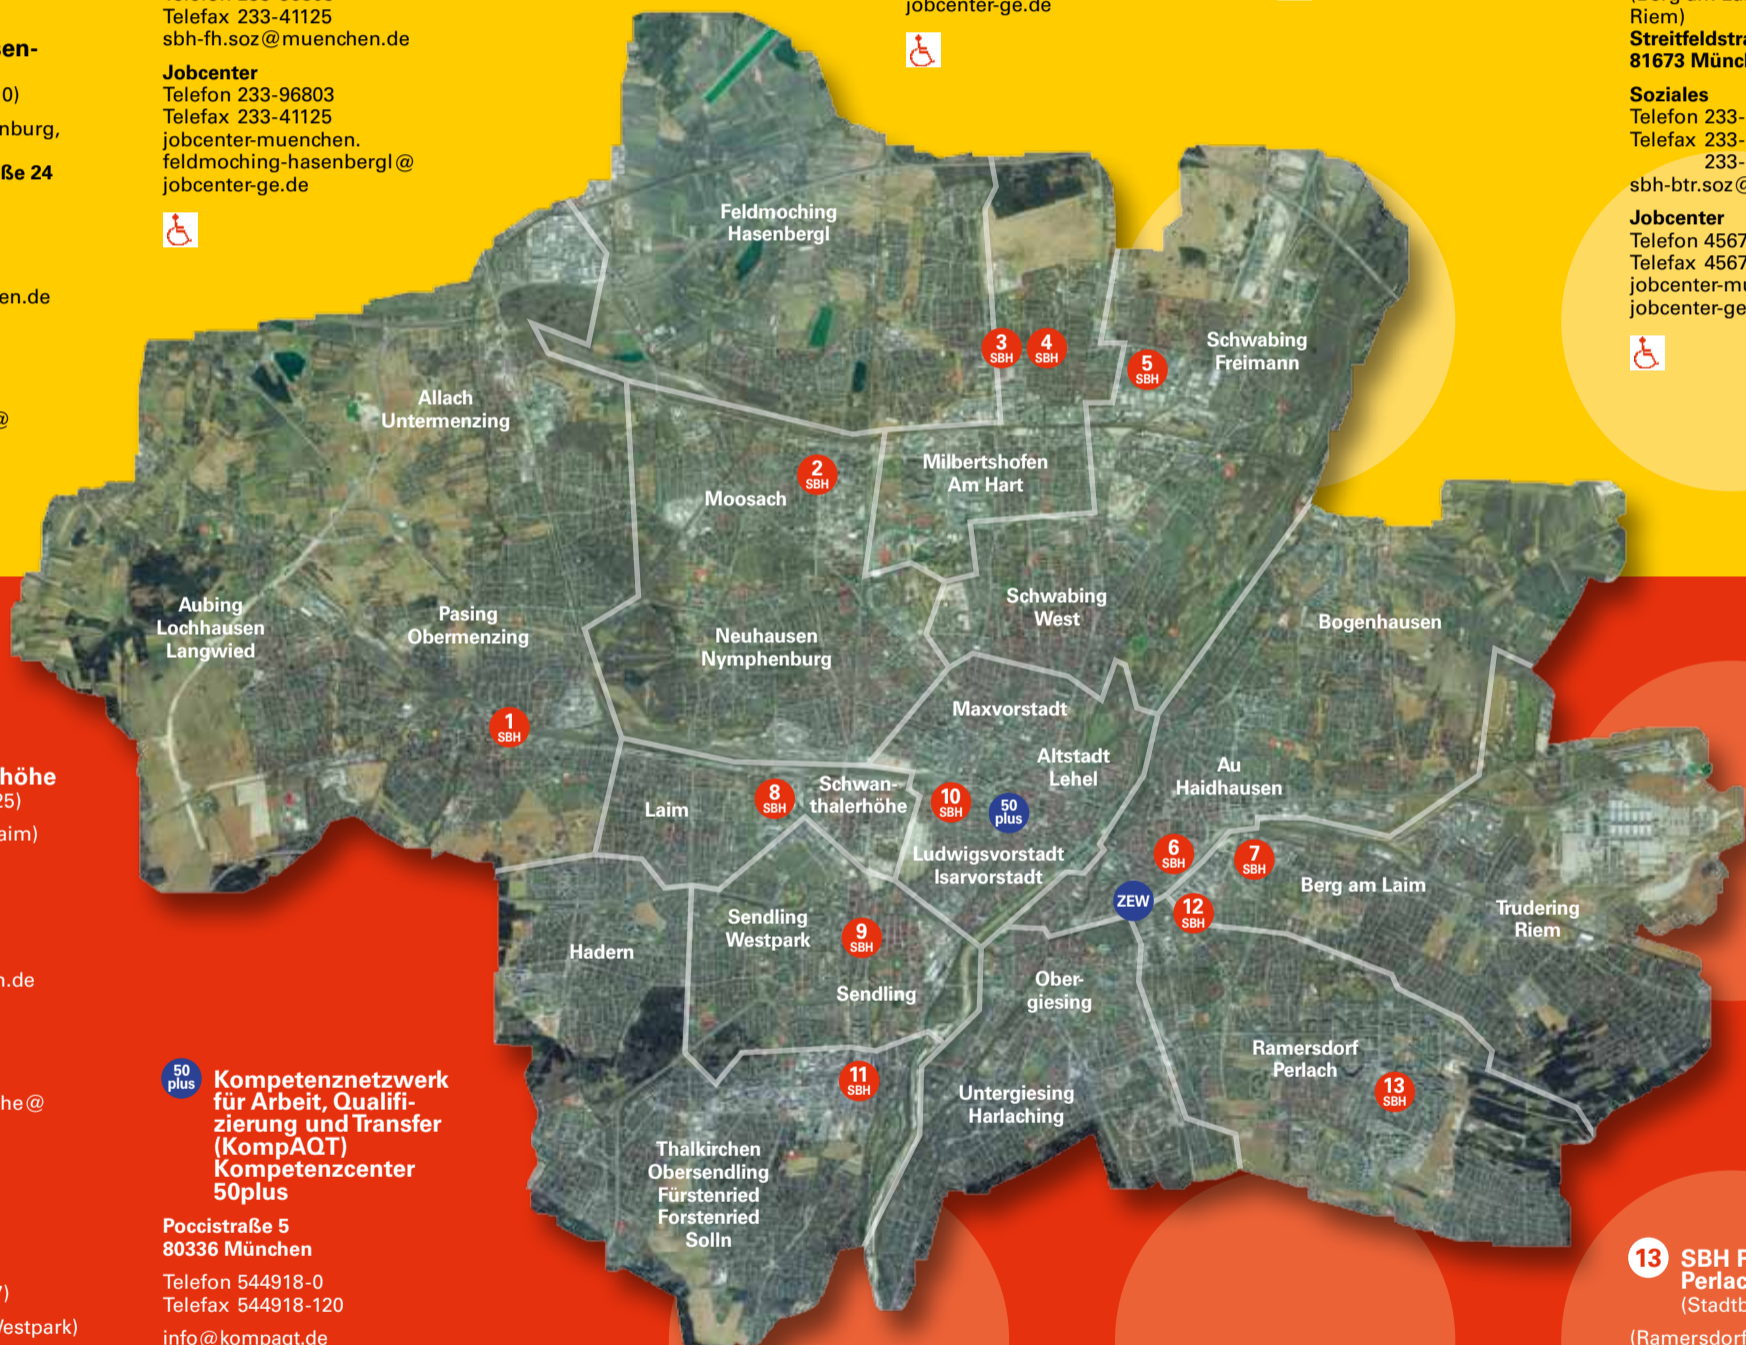 Telefax 233-41125
sbh-fh.soz@muenchen.de
Jobcenter
Telefon 233-96803
Telefax 233-41125
jobcenter-muenchen.
feldmoching-hasenbergl@
jobcenter-ge.de
jobcenter-ge.de
Riem)
Streitfeldstra
81673 Münc
Soziales
Telefon 233-
Telefax 233-
233-
sbh-btr.soz@
Jobcenter
Telefon 4567
Telefax 4567
jobcenter-mu
jobcenter-ge
en-
0)
nburg,
ße 24
en.de
@
höhe
25)
aim)
n.de
he@
7)
Westpark)
Feldmoching
Hasenbergl
3
SBH
4
SBH
5
SBH
Schwabing
Freimann
Allach
Untermenzing
2
SBH
Moosach
Milbertshofen
Am Hart
Aubing
Lochhausen
Langwied
Pasing
Obermenzing
Neuhausen
Nymphenburg
Schwabing
West
Bogenhausen
1
SBH
Maxvorstadt
Altstadt
Lehel
Au
Haidhausen
Laim
8
SBH
Schwan-
thalerhöhe
10
SBH
50
plus
Ludwigsvorstadt
Isarvorstadt
6
SBH
7
SBH
Berg am Laim
ZEW
12
SBH
Trudering
Riem
Hadern
Sendling
Westpark
9
SBH
Sendling
Ober-
giesing
Ramersdorf
Perlach
13
SBH
11
SBH
Untergiesing
Harlaching
Thalkirchen
Obersendling
Fürstenried
Forstenried
Solln
50
plus
Kompetenznetzwerk
für Arbeit, Qualifi-
zierung und Transfer
(KompAQT)
Kompetenzcenter
50plus
Poccistraße 5
80336 München
Telefon 544918-0
Telefax 544918-120
info@kompaqt.de
13
SBH
Perlac
(Stadtb
(Ramersdorf